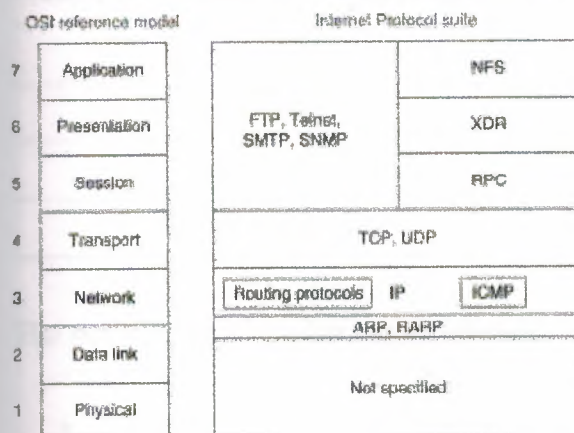 OSI reference model
Internet Protocol suite
7
Application
NFS
6
Presentation
FTP, Telnet,
SMTP, SNMP
XDR
5
Session
RPC
4
Transport
TCP, UDP
3
Network
Routing protocols
IP
ICMP
ARP, RARP
2
Data link
Not specified
1
Physical